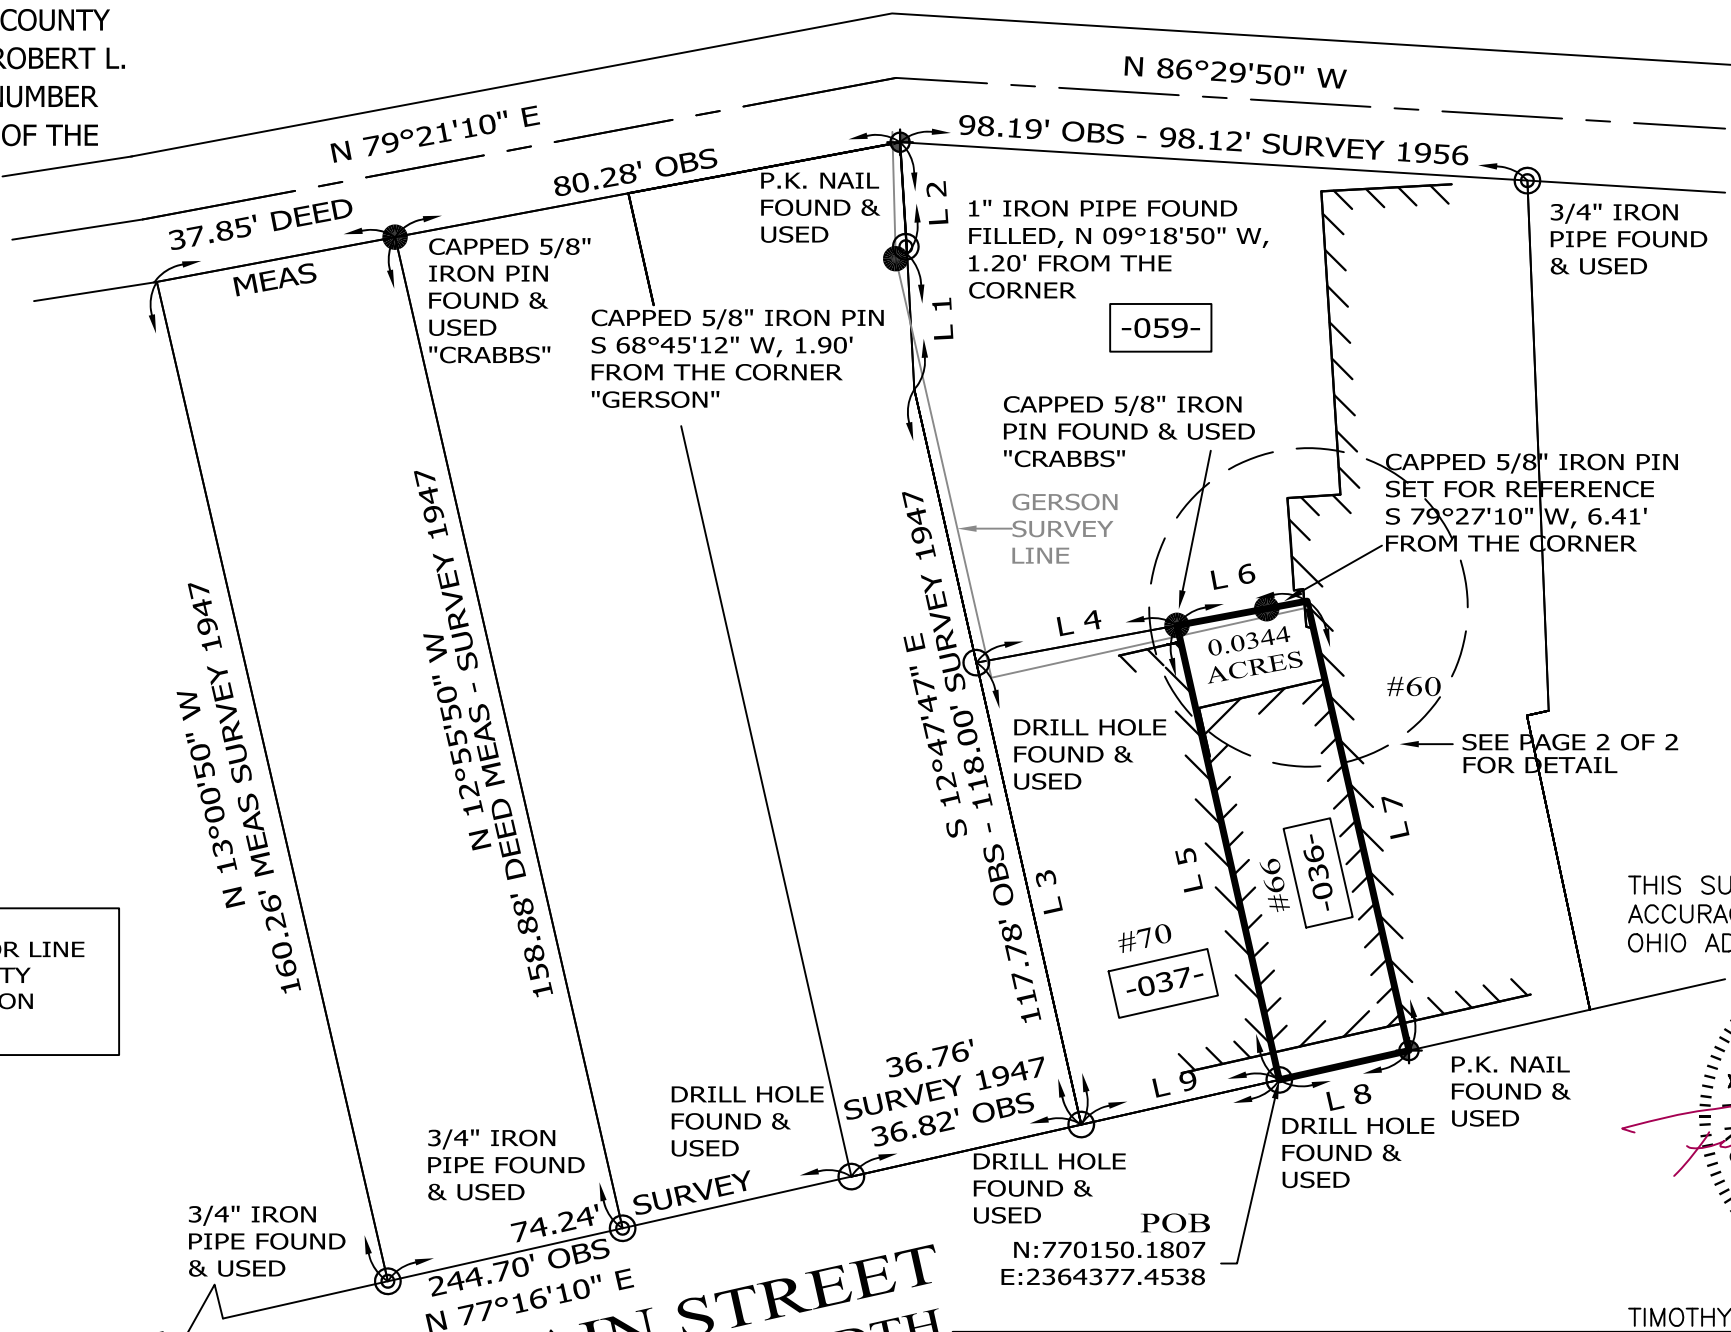 COUNTY
ROBERT L.
NUMBER
OF THE
N 79°21'10" E
N 86°29'50" W
98.19' OBS - 98.12' SURVEY 1956
80.28' OBS
37.85' DEED
MEAS
P.K. NAIL
FOUND &
USED
L 2
L 1
1" IRON PIPE FOUND
FILLED, N 09°18'50" W,
1.20' FROM THE
CORNER
3/4" IRON
PIPE FOUND
& USED
CAPPED 5/8"
IRON PIN
FOUND &
USED
"CRABBS"
CAPPED 5/8" IRON PIN
S 68°45'12" W, 1.90'
FROM THE CORNER
"GERSON"
-059-
CAPPED 5/8" IRON
PIN FOUND & USED
"CRABBS"
CAPPED 5/8" IRON PIN
SET FOR REFERENCE
S 79°27'10" W, 6.41'
FROM THE CORNER
GERSON
SURVEY
LINE
L 6
L 4
0.0344
ACRES
#60
N 13°00'50" W
160.26' MEAS SURVEY 1947
N 12°55'50" W
158.88' DEED MEAS - SURVEY 1947
S 12°47'47" E
117.78' OBS - 118.00' SURVEY 1947
L 3
DRILL HOLE
FOUND &
USED
SEE PAGE 2 OF 2
FOR DETAIL
L 5
#66
-036-
L 7
#70
-037-
THIS SU
ACCURA
OHIO AD
OR LINE
TY
ON
36.76'
SURVEY 1947
36.82' OBS
L 9
L 8
P.K. NAIL
FOUND &
USED
DRILL HOLE
FOUND &
USED
DRILL HOLE
FOUND &
USED
DRILL HOLE
FOUND &
USED
3/4" IRON
PIPE FOUND
& USED
3/4" IRON
PIPE FOUND
& USED
74.24' SURVEY
244.70' OBS
N 77°16'10" E
POB
N:770150.1807
E:2364377.4538
AIN STREET
TIMOTHY